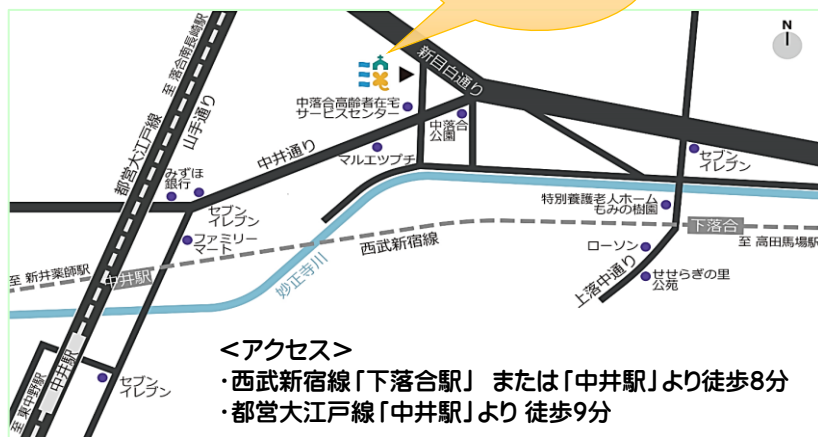 N
至 落合南長崎駅
都営大江戸線
山手通り
新目白通り
中落合高齢者在宅
サービスセンター
中落合
公園
中井通り
マルエツプチ
みずほ
銀行
セブン
イレブン
ファミリー
マート
セブン
イレブン
特別養護老人ホーム
もみの樹園
下落合
至 高田馬場駅
西武新宿線
ローソン
上落中通り
せせらぎの里
公苑
至 新井薬師駅
中井駅
妙正寺川
中井駅
至 東中野駅
セブン
イレブン
<アクセス>
・西武新宿線「下落合駅」 または「中井駅」より徒歩8分
・都営大江戸線「中井駅」より 徒歩9分